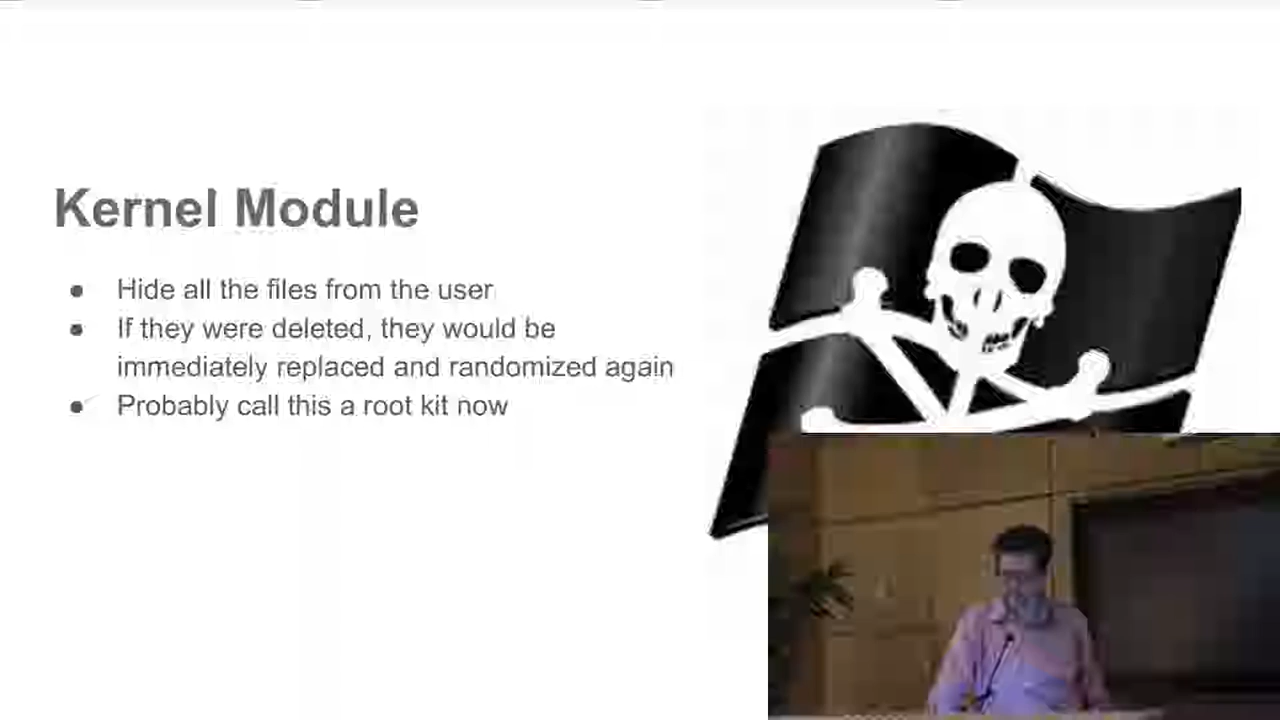 Kernel Module
● Hide all the files from the user
● If they were deleted, they would be
immediately replaced and randomized again
● Probably call this a root kit now